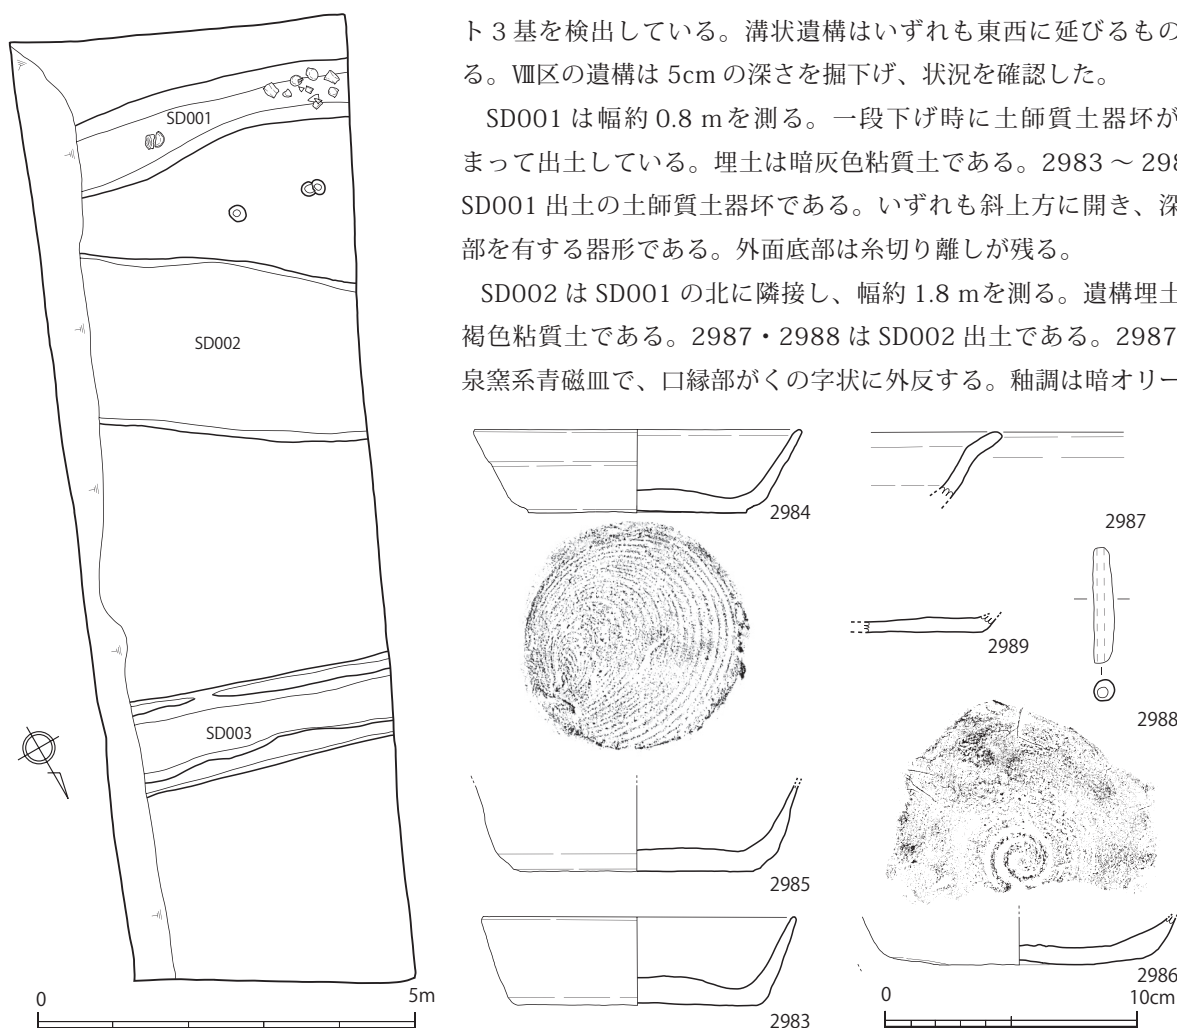 ト 3 基を検出している。溝状遺構はいずれも東西に延びるもの
る。Ⅷ区の遺構は 5cm の深さを掘下げ、状況を確認した。
SD001 は幅約 0.8 mを測る。一段下げ時に土師質土器坏が
まって出土している。埋土は暗灰色粘質土である。2983 ～ 298
SD001 出土の土師質土器坏である。いずれも斜上方に開き、深
部を有する器形である。外面底部は糸切り離しが残る。
SD002 は SD001 の北に隣接し、幅約 1.8 mを測る。遺構埋土
褐色粘質土である。2987・2988 は SD002 出土である。2987
泉窯系青磁皿で、口縁部がくの字状に外反する。釉調は暗オリー
SD001
SD002
SD003
0
5m
2984
2987
2989
2988
2985
2986
2983
0
10cm